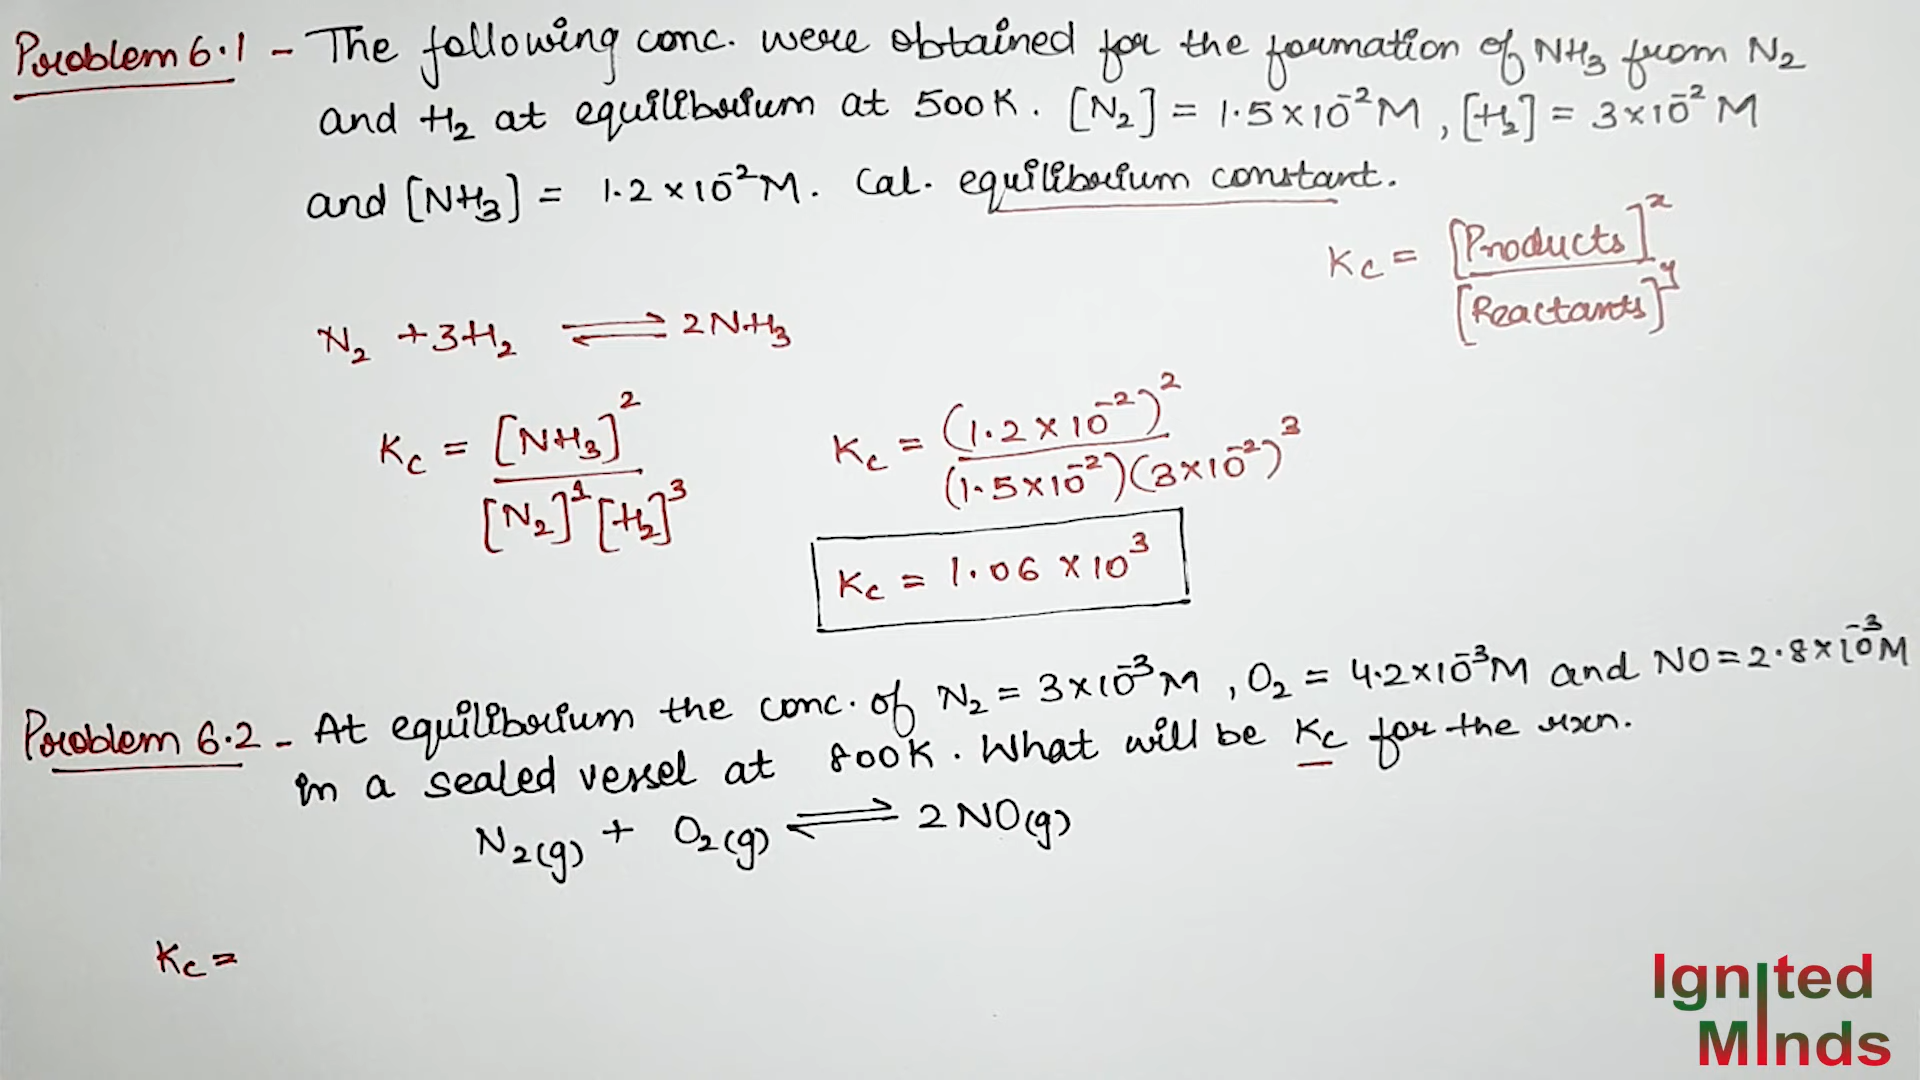 Problem 6.1 - The following conc. were obtained for the formation of NH₃ from N₂
and H₂ at equilibrium at 500K. [N₂] = 1.5×10⁻²M, [H₂] = 3×10⁻²M
and [NH₃] = 1.2×10⁻²M. Cal. equilibrium constant.
Kc = [Products]ˣ / [Reactants]ʸ
N₂ + 3H₂ ⇌ 2NH₃
Kc = [NH₃]² / [N₂]¹[H₂]³
Kc = (1.2×10⁻²)² / (1.5×10⁻²)(3×10⁻²)³
Kc = 1.06 × 10³
Problem 6.2 - At equilibrium the conc. of N₂ = 3×10⁻³M, O₂ = 4.2×10⁻³M and NO = 2.8×10⁻³M
in a sealed vessel at 800K. What will be Kc for the rxn.
N₂(g) + O₂(g) ⇌ 2NO(g)
Kc =
Ignited
Minds